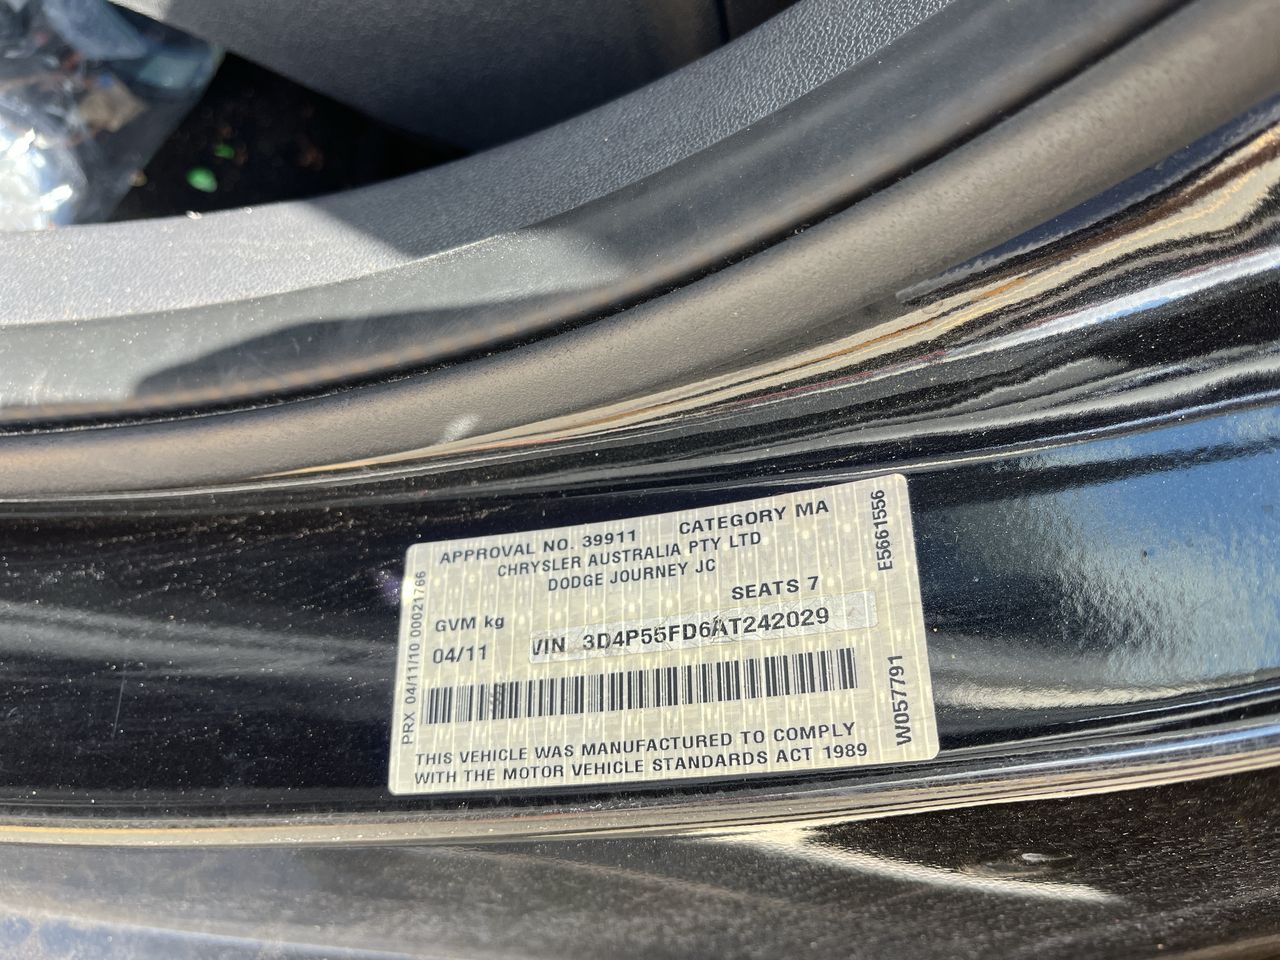 APPROVAL NO. 39911 CATEGORY MA
CHRYSLER AUSTRALIA PTY LTD
DODGE JOURNEY JC
SEATS 7
GVM kg
04/11
VIN 3D4P55FD6AT242029
THIS VEHICLE WAS MANUFACTURED TO COMPLY
WITH THE MOTOR VEHICLE STANDARDS ACT 1989
PRX 04/11/10 00021766
E5661556
W057791